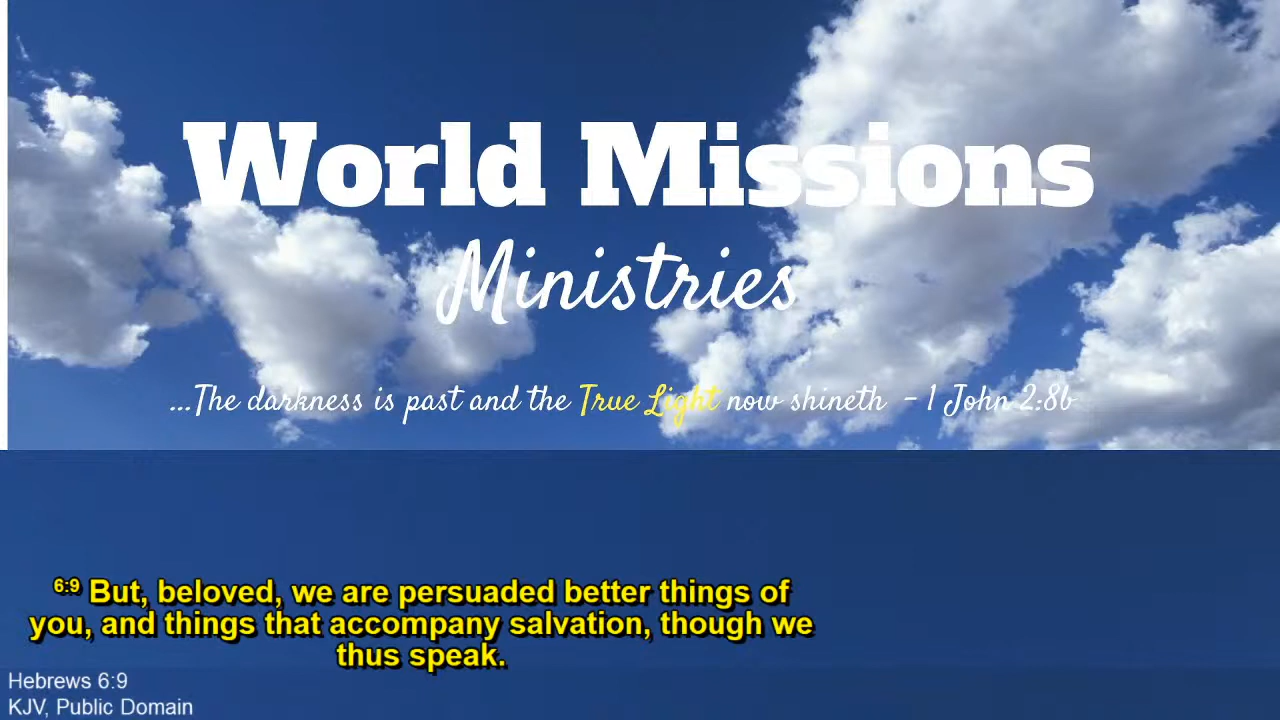 World Missions
Ministries
...The darkness is past and the True Light now shineth - 1 John 2:8b
6:9 But, beloved, we are persuaded better things of
you, and things that accompany salvation, though we
thus speak.
Hebrews 6:9
KJV, Public Domain